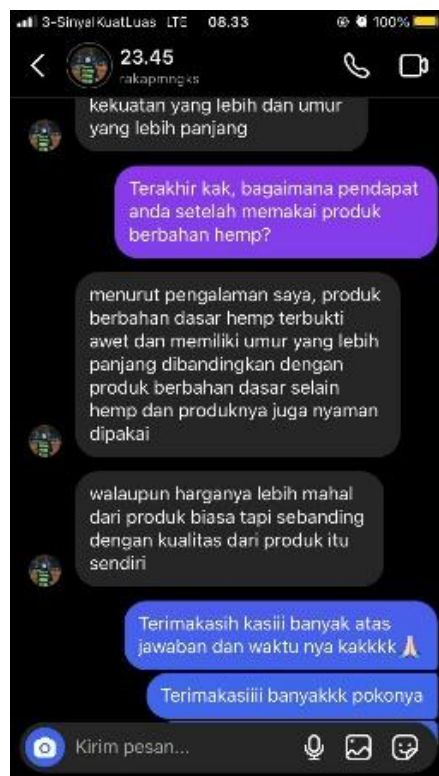 3-SinyalKuatLuas LTE 08.33 100%
23.45
rakapmngks
kekuatan yang lebih dan umur
yang lebih panjang
Terakhir kak, bagaimana pendapat
anda setelah memakai produk
berbahan hemp?
menurut pengalaman saya, produk
berbahan dasar hemp terbukti
awet dan memiliki umur yang lebih
panjang dibandingkan dengan
produk berbahan dasar selain
hemp dan produknya juga nyaman
dipakai
walaupun harganya lebih mahal
dari produk biasa tapi sebanding
dengan kualitas dari produk itu
sendiri
Terimakasih kasiii banyak atas
jawaban dan waktu nya kakkkk 🙏🏻
Terimakasiiii banyakkk pokonya
Kirim pesan...